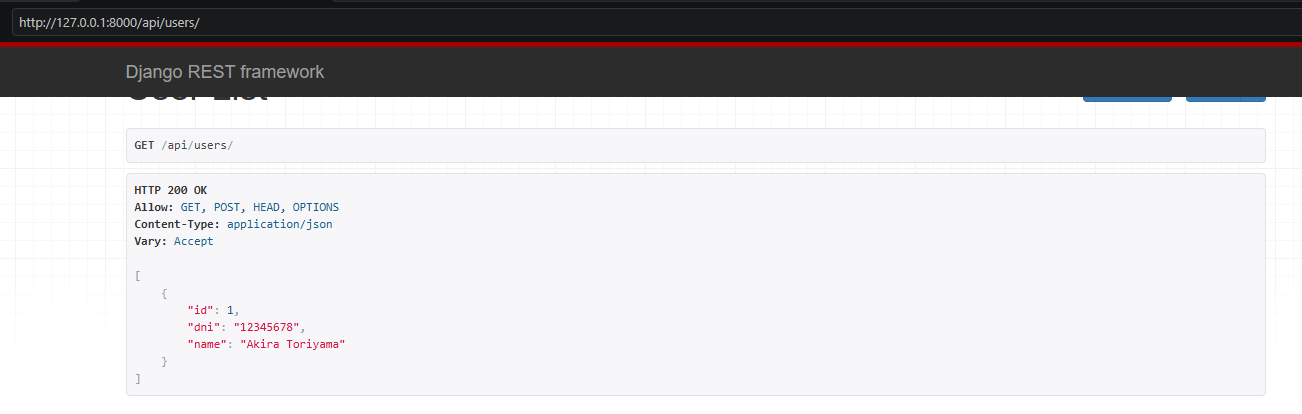 http://127.0.0.1:8000/api/users/
Django REST framework
GET /api/users/
HTTP 200 OK
Allow: GET, POST, HEAD, OPTIONS
Content-Type: application/json
Vary: Accept
[
    {
        "id": 1,
        "dni": "12345678",
        "name": "Akira Toriyama"
    }
]